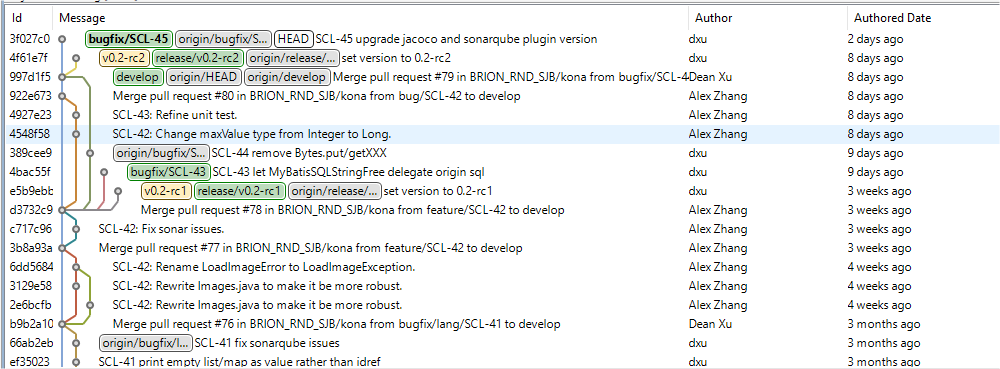 Id Message Author Authored Date
3f027c0 bugfix/SCL-45 origin/bugfix/S... HEAD SCL-45 upgrade jacoco and sonarqube plugin version dxu 2 days ago
4f61e7f v0.2-rc2 release/v0.2-rc2 origin/release/... set version to 0.2-rc2 dxu 8 days ago
997d1f5 develop origin/HEAD origin/develop Merge pull request #79 in BRION_RND_SJB/kona from bugfix/SCL-4 Dean Xu 8 days ago
922e673 Merge pull request #80 in BRION_RND_SJB/kona from bug/SCL-42 to develop Alex Zhang 8 days ago
4927e23 SCL-43: Refine unit test. Alex Zhang 8 days ago
4548f58 SCL-42: Change maxValue type from Integer to Long. Alex Zhang 8 days ago
389cee9 origin/bugfix/S... SCL-44 remove Bytes.put/getXXX dxu 9 days ago
4bac55f bugfix/SCL-43 SCL-43 let MyBatisSQLStringFree delegate origin sql dxu 9 days ago
e5b9ebb v0.2-rc1 release/v0.2-rc1 origin/release/... set version to 0.2-rc1 dxu 3 weeks ago
d3732c9 Merge pull request #78 in BRION_RND_SJB/kona from feature/SCL-42 to develop Alex Zhang 3 weeks ago
c717c96 SCL-42: Fix sonar issues. Alex Zhang 3 weeks ago
3b8a93a Merge pull request #77 in BRION_RND_SJB/kona from feature/SCL-42 to develop Alex Zhang 3 weeks ago
6dd5684 SCL-42: Rename LoadImageError to LoadImageException. Alex Zhang 4 weeks ago
3129e58 SCL-42: Rewrite Images.java to make it be more robust. Alex Zhang 4 weeks ago
2e6bcfb SCL-42: Rewrite Images.java to make it be more robust. Alex Zhang 4 weeks ago
b9b2a10 Merge pull request #76 in BRION_RND_SJB/kona from bugfix/lang/SCL-41 to develop Dean Xu 3 months ago
66ab2eb origin/bugfix/l... SCL-41 fix sonarqube issues dxu 3 months ago
ef35023 SCL-41 print empty list/map as value rather than idref dxu 3 months ago